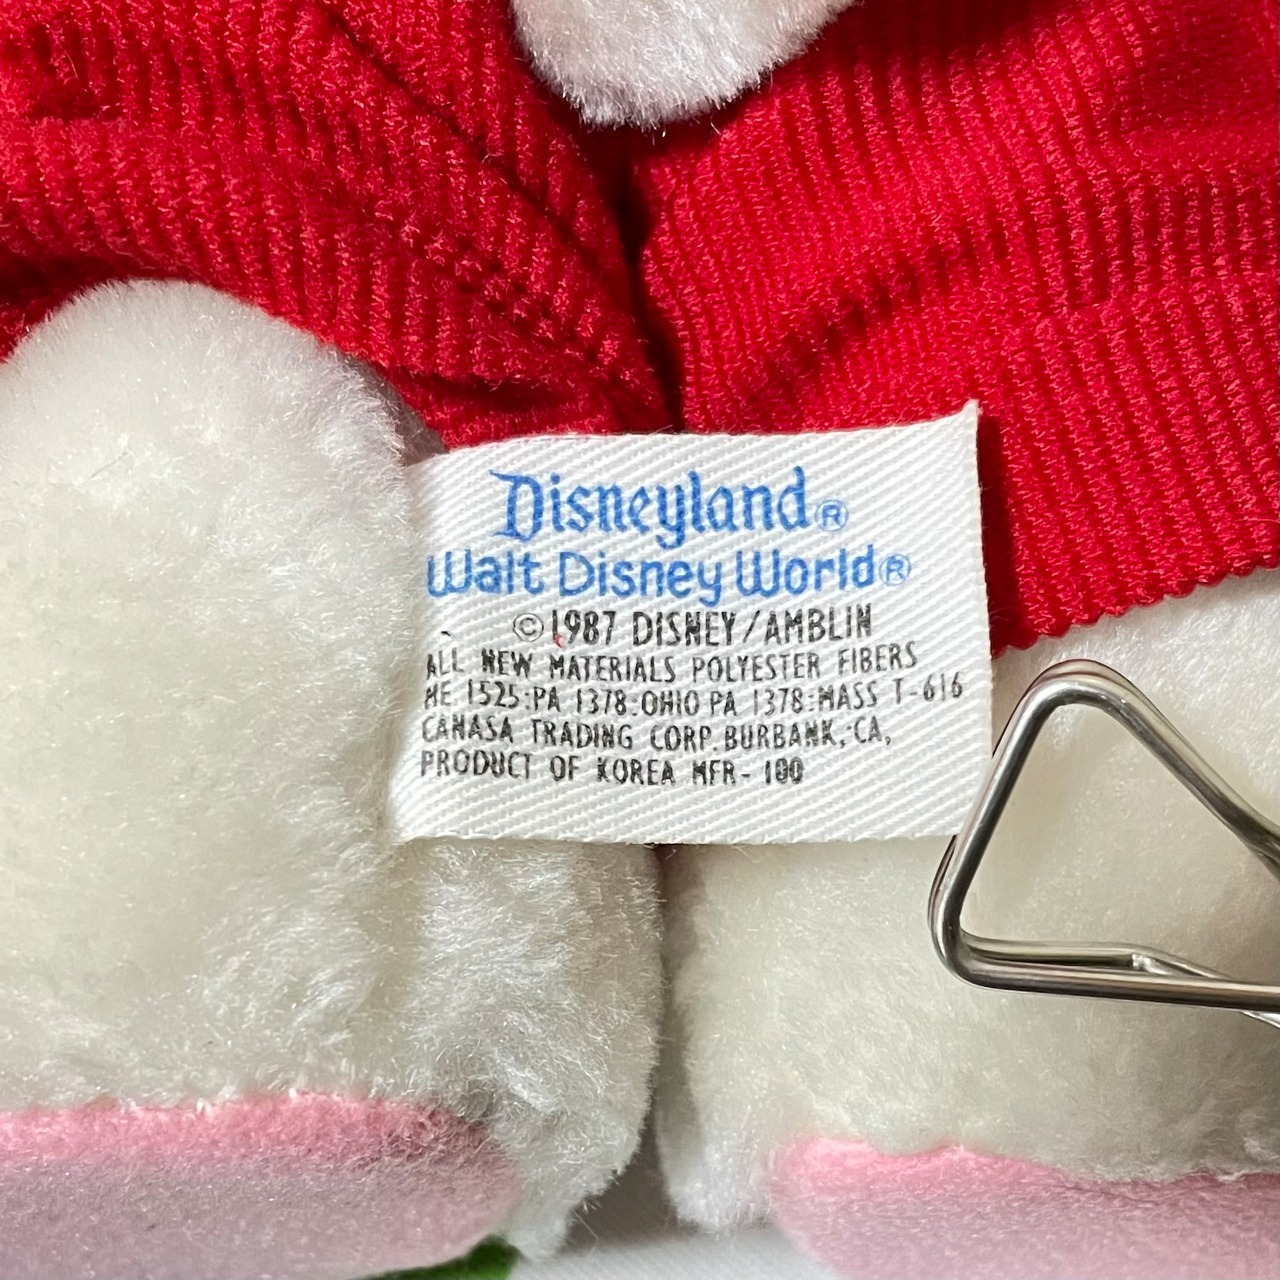 Disneyland®
Walt Disney World®
©1987 DISNEY/AMBLIN
ALL NEW MATERIALS POLYESTER FIBERS
ME 1525:PA 1378:OHIO PA 1378:MASS T-616
CANASA TRADING CORP. BURBANK, CA,
PRODUCT OF KOREA MFR- 100